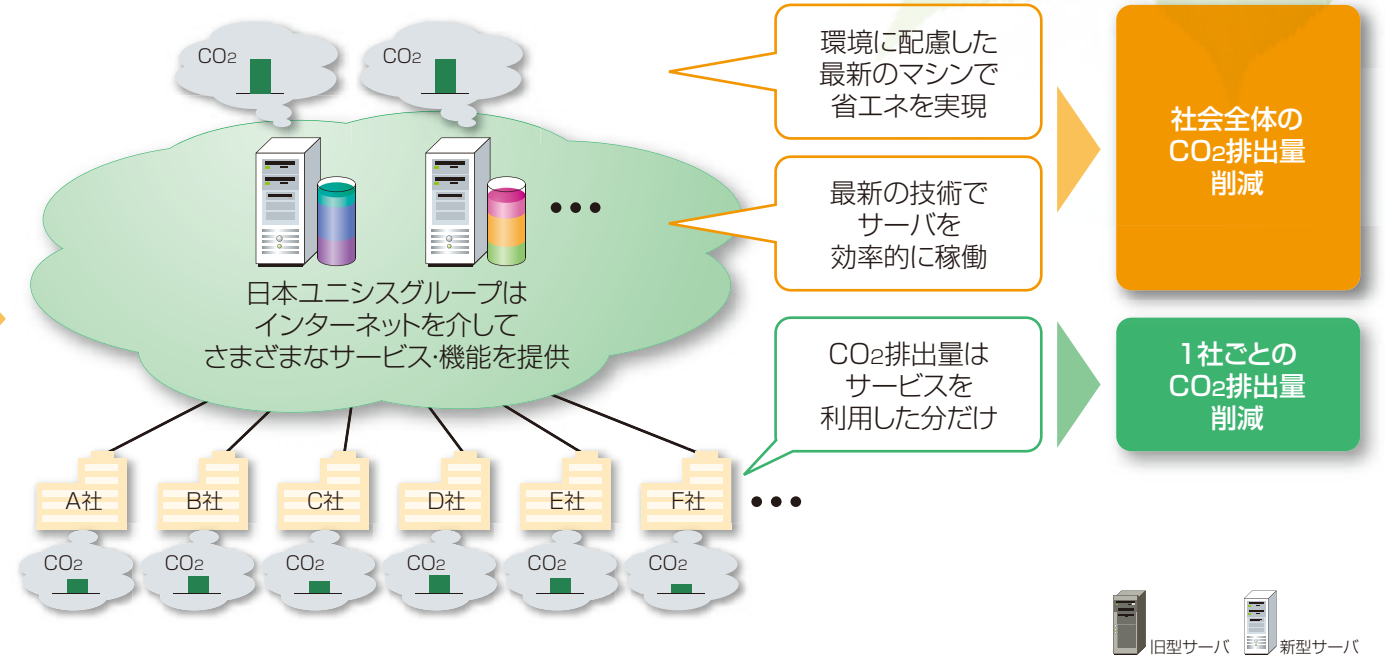 CO2
CO2
環境に配慮した
最新のマシンで
省エネを実現
社会全体の
CO2排出量
削減
最新の技術で
サーバを
効率的に稼働
•••
日本ユニシスグループは
インターネットを介して
さまざまなサービス・機能を提供
CO2排出量は
サービスを
利用した分だけ
1社ごとの
CO2排出量
削減
A社
B社
C社
D社
E社
F社
•••
CO2
CO2
CO2
CO2
CO2
CO2
旧型サーバ
新型サーバ